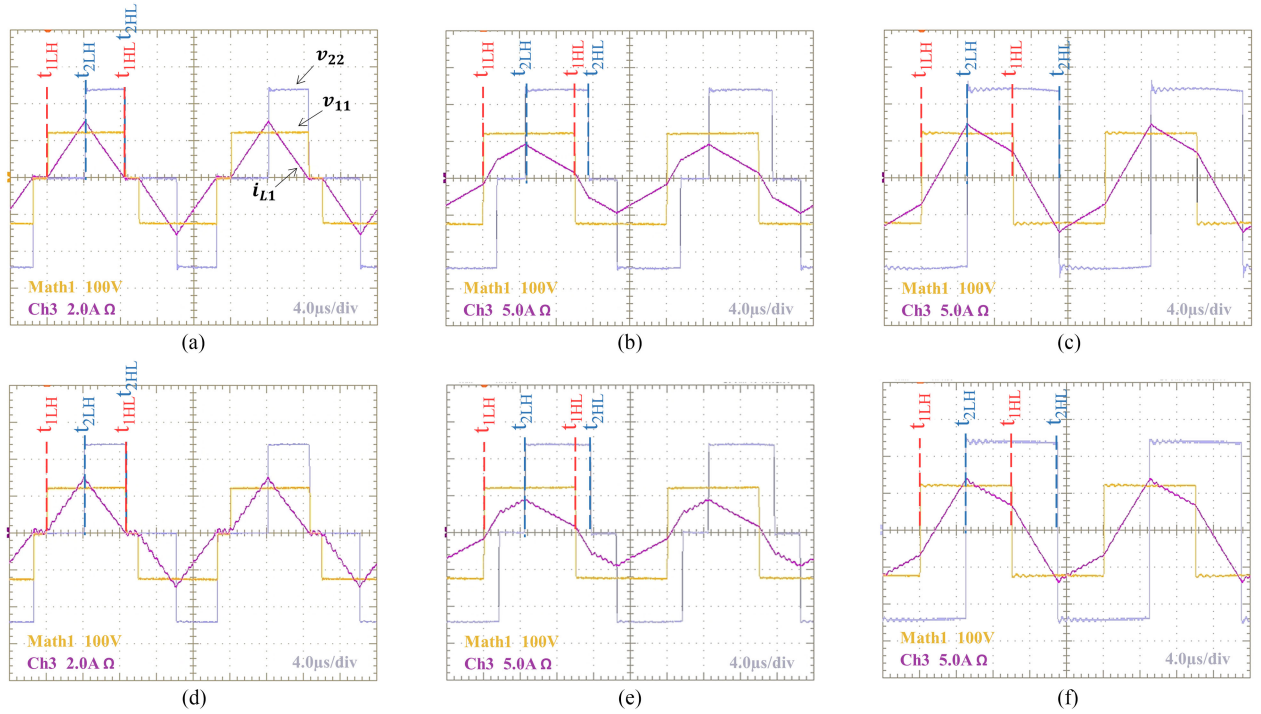 t1LH
t2LH
t1HL
t2HL
v22
v11
iL1
Math1 100V
Ch3 2.0A Ω
4.0µs/div
(a)
t1LH
t2LH
t1HL
t2HL
Math1 100V
Ch3 5.0A Ω
4.0µs/div
(b)
t1LH
t2LH
t1HL
t2HL
Math1 100V
Ch3 5.0A Ω
4.0µs/div
(c)
t1LH
t2LH
t1HL
t2HL
Math1 100V
Ch3 2.0A Ω
4.0µs/div
(d)
t1LH
t2LH
t1HL
t2HL
Math1 100V
Ch3 5.0A Ω
4.0µs/div
(e)
t1LH
t2LH
t1HL
t2HL
Math1 100V
Ch3 5.0A Ω
4.0µs/div
(f)